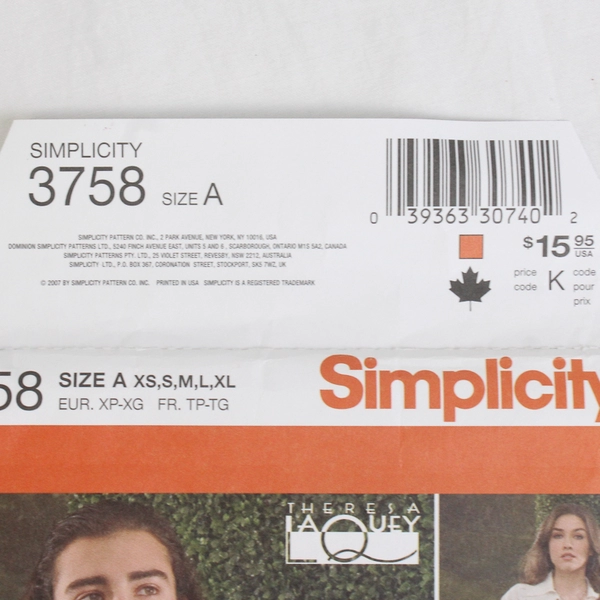 SIMPLICITY
3758 SIZE A
0 39363 30740 2
SIMPLICITY PATTERN CO. INC., 2 PARK AVENUE, NEW YORK, NY 10016, USA
DOMINION SIMPLICITY PATTERNS LTD., 5240 FINCH AVENUE EAST, UNITS 5 AND 6, SCARBOROUGH, ONTARIO M1S 5A2, CANADA
SIMPLICITY PATTERNS PTY. LTD., 25 VIOLET STREET, REVESBY, NSW 2212, AUSTRALIA
SIMPLICITY LTD., P.O. BOX 367, CORONATION STREET, STOCKPORT, SK5 7WZ, UK
© 2007 BY SIMPLICITY PATTERN CO. INC. PRINTED IN USA SIMPLICITY IS A REGISTERED TRADEMARK
$15.95 USA
price code K code pour prix
58 SIZE A XS,S,M,L,XL
EUR. XP-XG FR. TP-TG
Simplicity
THERESA
LAQUEY
LQ